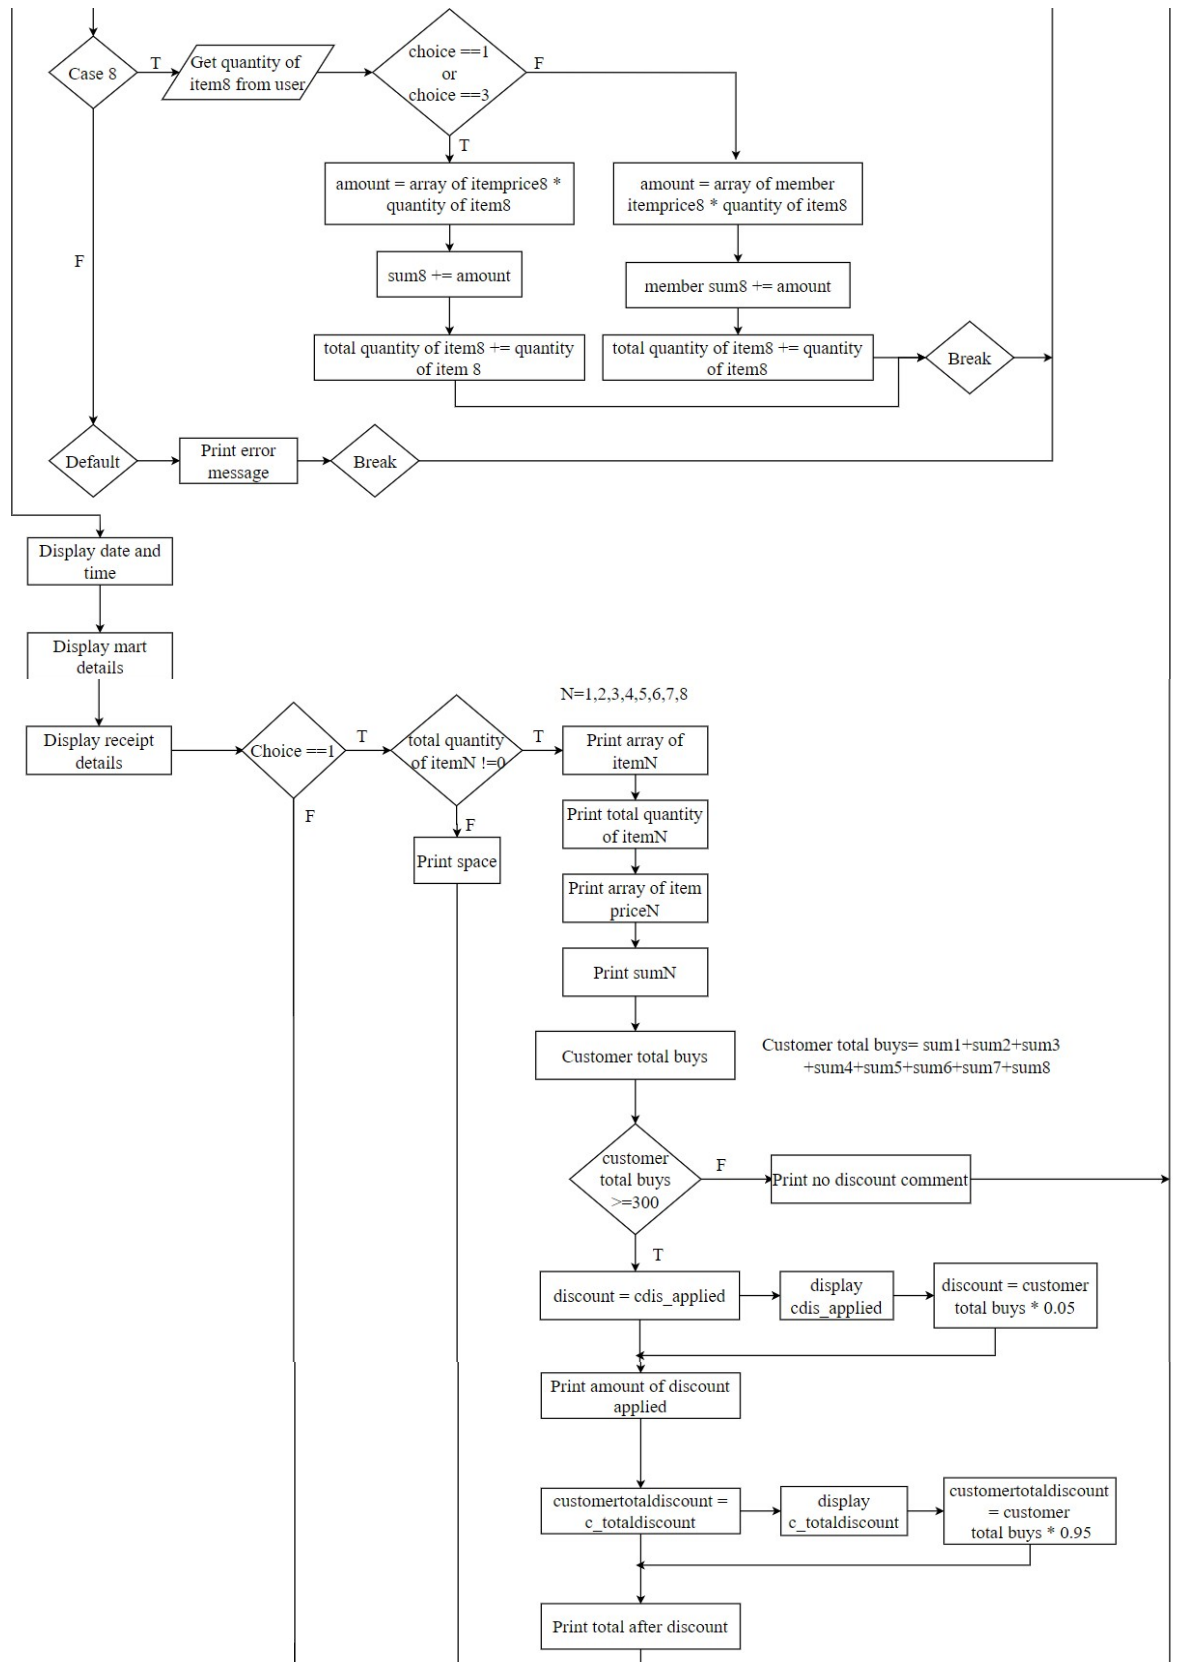 Case 8
T
Get quantity of
item8 from user
choice ==1
or
choice ==3
F
T
amount = array of itemprice8 *
quantity of item8
amount = array of member
itemprice8 * quantity of item8
F
sum8 += amount
member sum8 += amount
total quantity of item8 += quantity
of item 8
total quantity of item8 += quantity
of item8
Break
Default
Print error
message
Break
Display date and
time
Display mart
details
N=1,2,3,4,5,6,7,8
Display receipt
details
Choice ==1
T
total quantity
of itemN !=0
T
Print array of
itemN
F
F
Print space
Print total quantity
of itemN
Print array of item
priceN
Print sumN
Customer total buys
Customer total buys= sum1+sum2+sum3
+sum4+sum5+sum6+sum7+sum8
customer
total buys
>=300
F
Print no discount comment
T
discount = cdis_applied
display
cdis_applied
discount = customer
total buys * 0.05
Print amount of discount
applied
customertotaldiscount =
c_totaldiscount
display
c_totaldiscount
customertotaldiscount
= customer
total buys * 0.95
Print total after discount